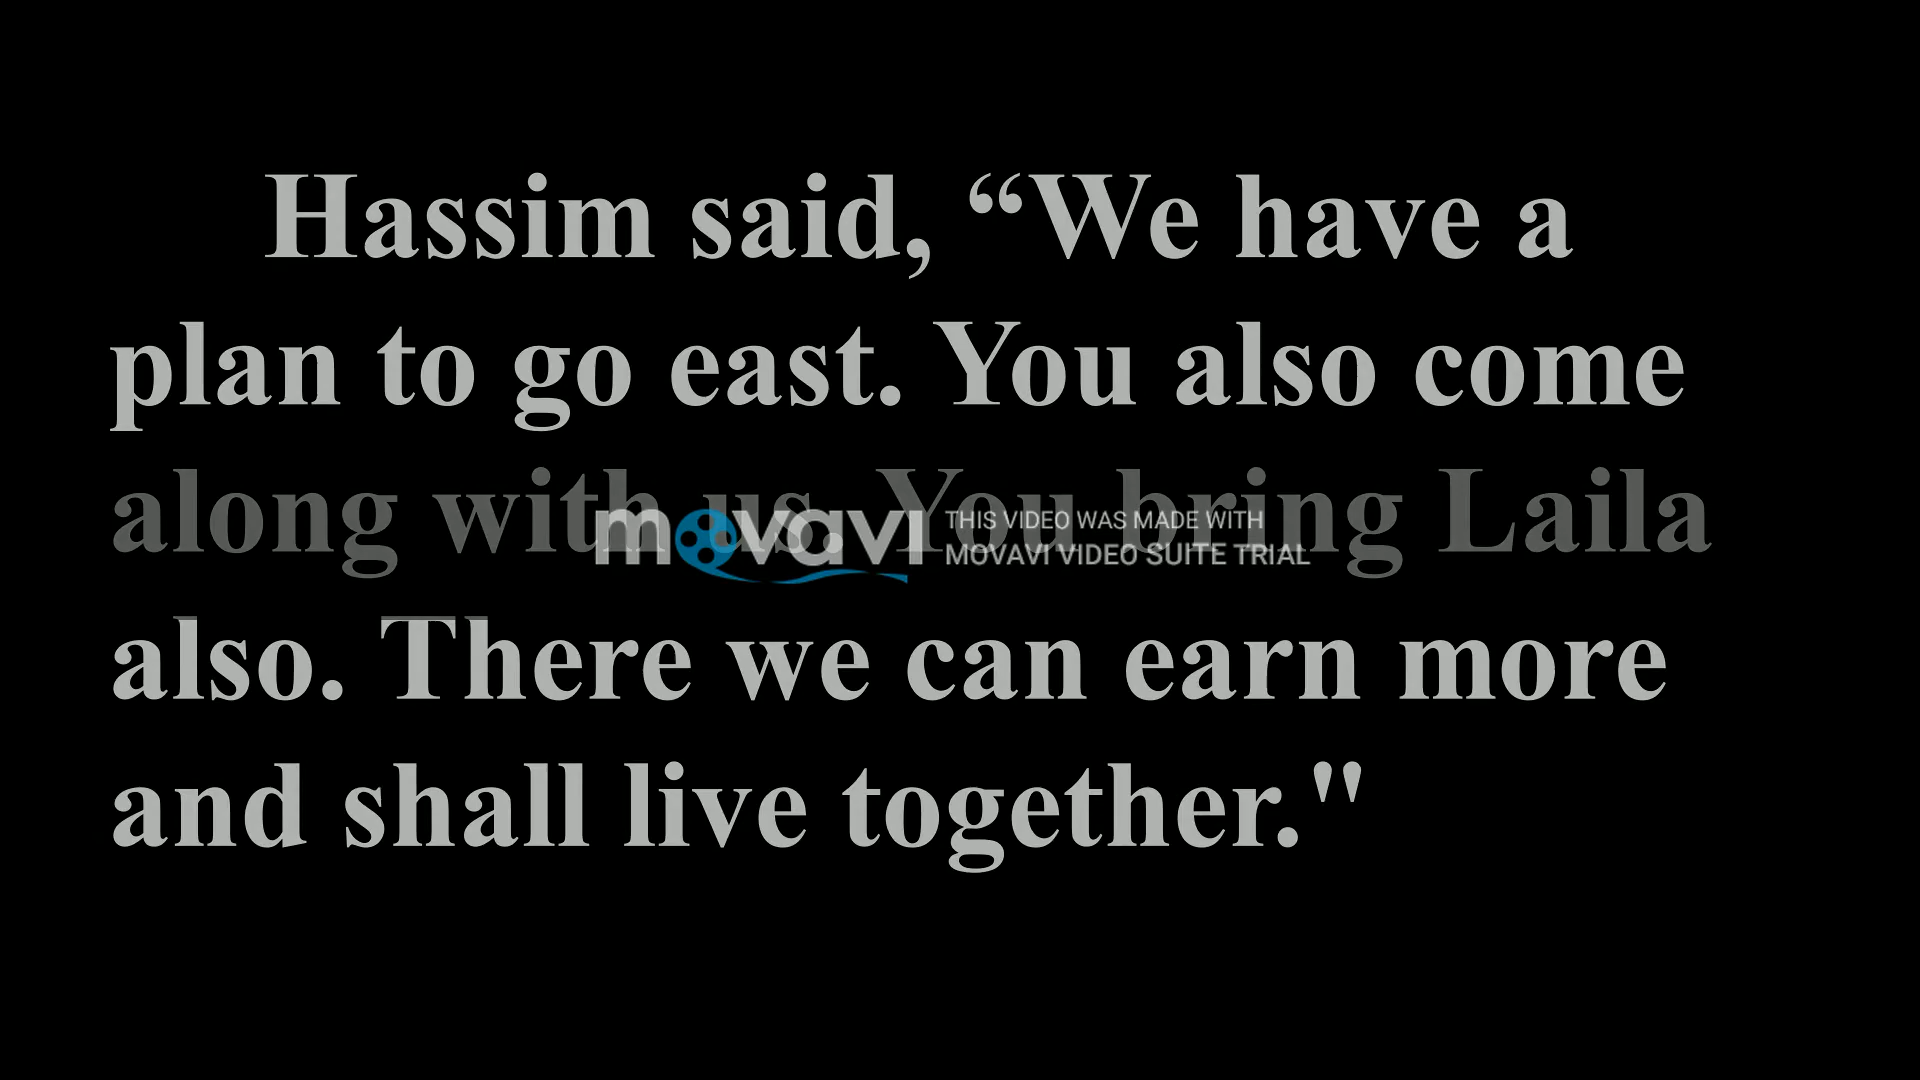 Hassim said, “We have a
plan to go east. You also come
along with us. You bring Laila
movavi THIS VIDEO WAS MADE WITH
MOVAVI VIDEO SUITE TRIAL
also. There we can earn more
and shall live together."